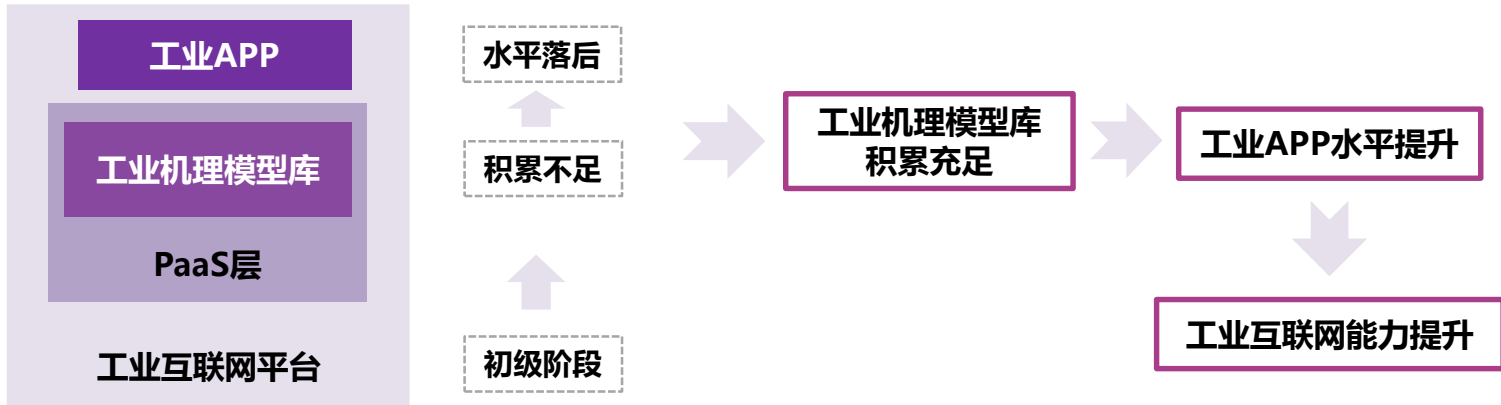 工业APP
工业机理模型库
PaaS层
工业互联网平台
水平落后
积累不足
初级阶段
工业机理模型库
积累充足
工业APP水平提升
工业互联网能力提升